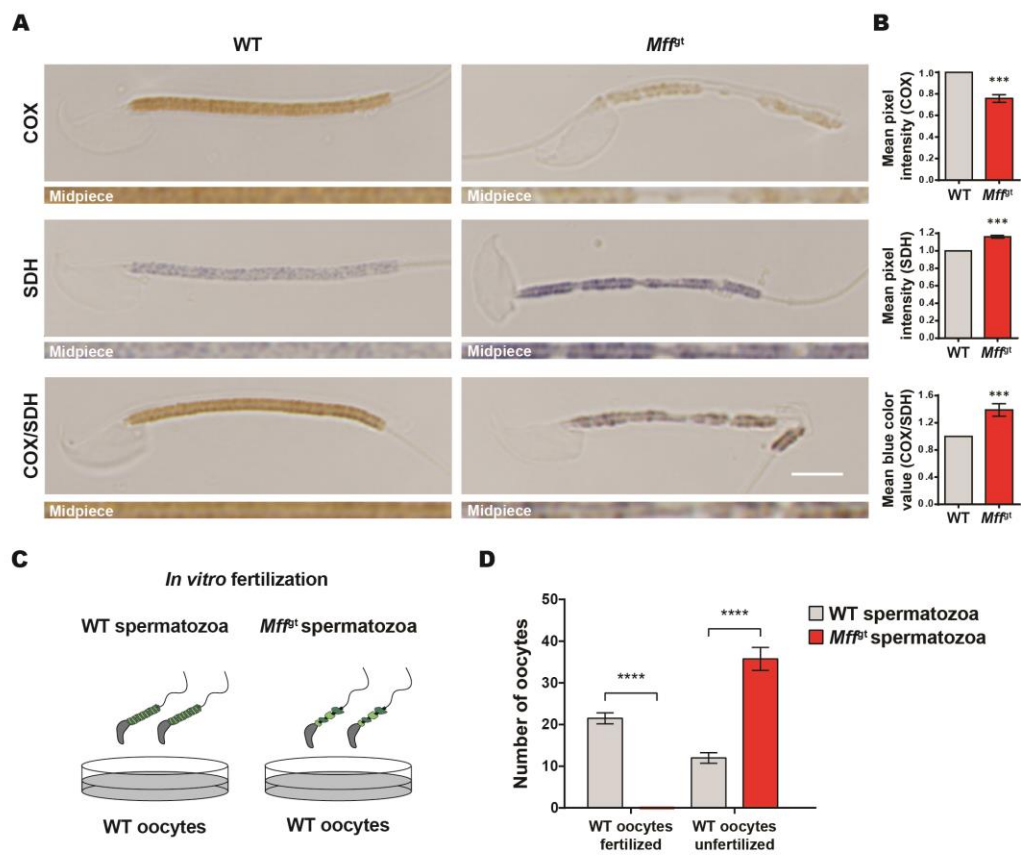 A
WT
Mffgt
COX
Midpiece
Midpiece
SDH
Midpiece
Midpiece
COX/SDH
Midpiece
Midpiece
B
Mean pixel
intensity (COX)
1.0
0.8
0.6
0.4
0.2
0.0
***
WT
Mffgt
Mean pixel
intensity (SDH)
1.2
1.0
0.8
0.6
0.4
0.2
0.0
***
WT
Mffgt
Mean blue color
value (COX/SDH)
1.6
1.2
0.8
0.4
0.0
***
WT
Mffgt
C
In vitro fertilization
WT spermatozoa
Mffgt spermatozoa
WT oocytes
WT oocytes
D
Number of oocytes
50
40
30
20
10
0
****
****
WT oocytes
fertilized
WT oocytes
unfertilized
WT spermatozoa
Mffgt spermatozoa